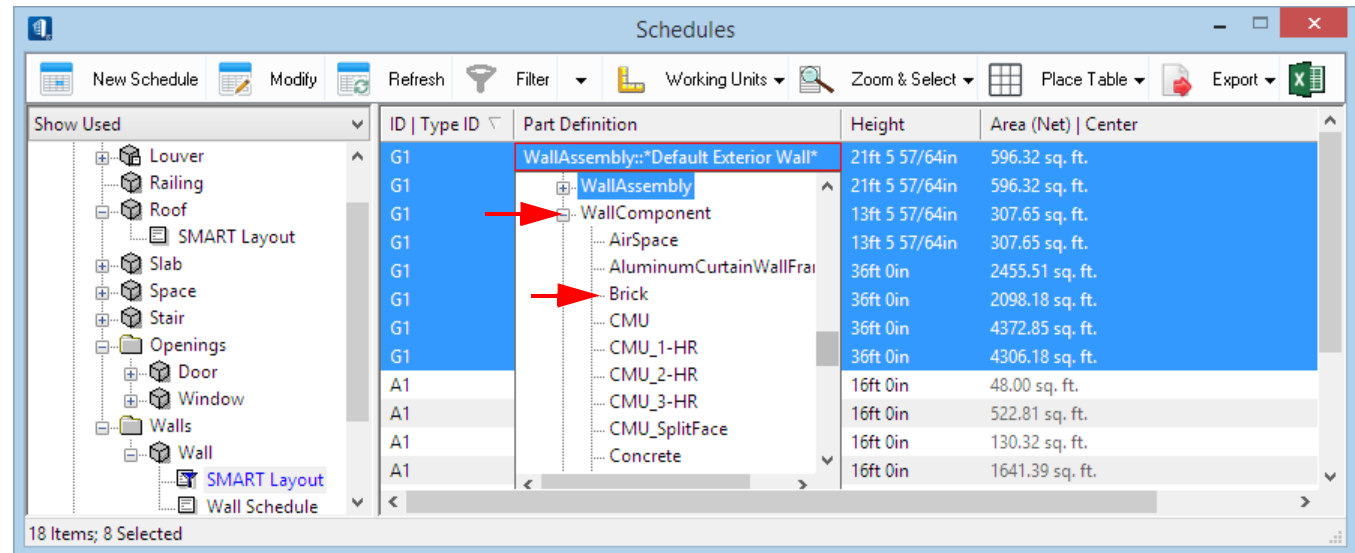 Schedules
New Schedule Modify Refresh Filter Working Units Zoom & Select Place Table Export
Show Used
Louver
Railing
Roof
SMART Layout
Slab
Space
Stair
Openings
Door
Window
Walls
Wall
SMART Layout
Wall Schedule
ID | Type ID Part Definition Height Area (Net) | Center
G1 WallAssembly::*Default Exterior Wall* 21ft 5 57/64in 596.32 sq. ft.
G1 WallAssembly 21ft 5 57/64in 596.32 sq. ft.
G1 WallComponent 13ft 5 57/64in 307.65 sq. ft.
G1 AirSpace 13ft 5 57/64in 307.65 sq. ft.
G1 AluminumCurtainWallFrai 36ft 0in 2455.51 sq. ft.
G1 Brick 36ft 0in 2098.18 sq. ft.
G1 CMU 36ft 0in 4372.85 sq. ft.
G1 CMU_1-HR 36ft 0in 4306.18 sq. ft.
A1 CMU_2-HR 16ft 0in 48.00 sq. ft.
A1 CMU_3-HR 16ft 0in 522.81 sq. ft.
A1 CMU_SplitFace 16ft 0in 130.32 sq. ft.
A1 Concrete 16ft 0in 1641.39 sq. ft.
18 Items; 8 Selected